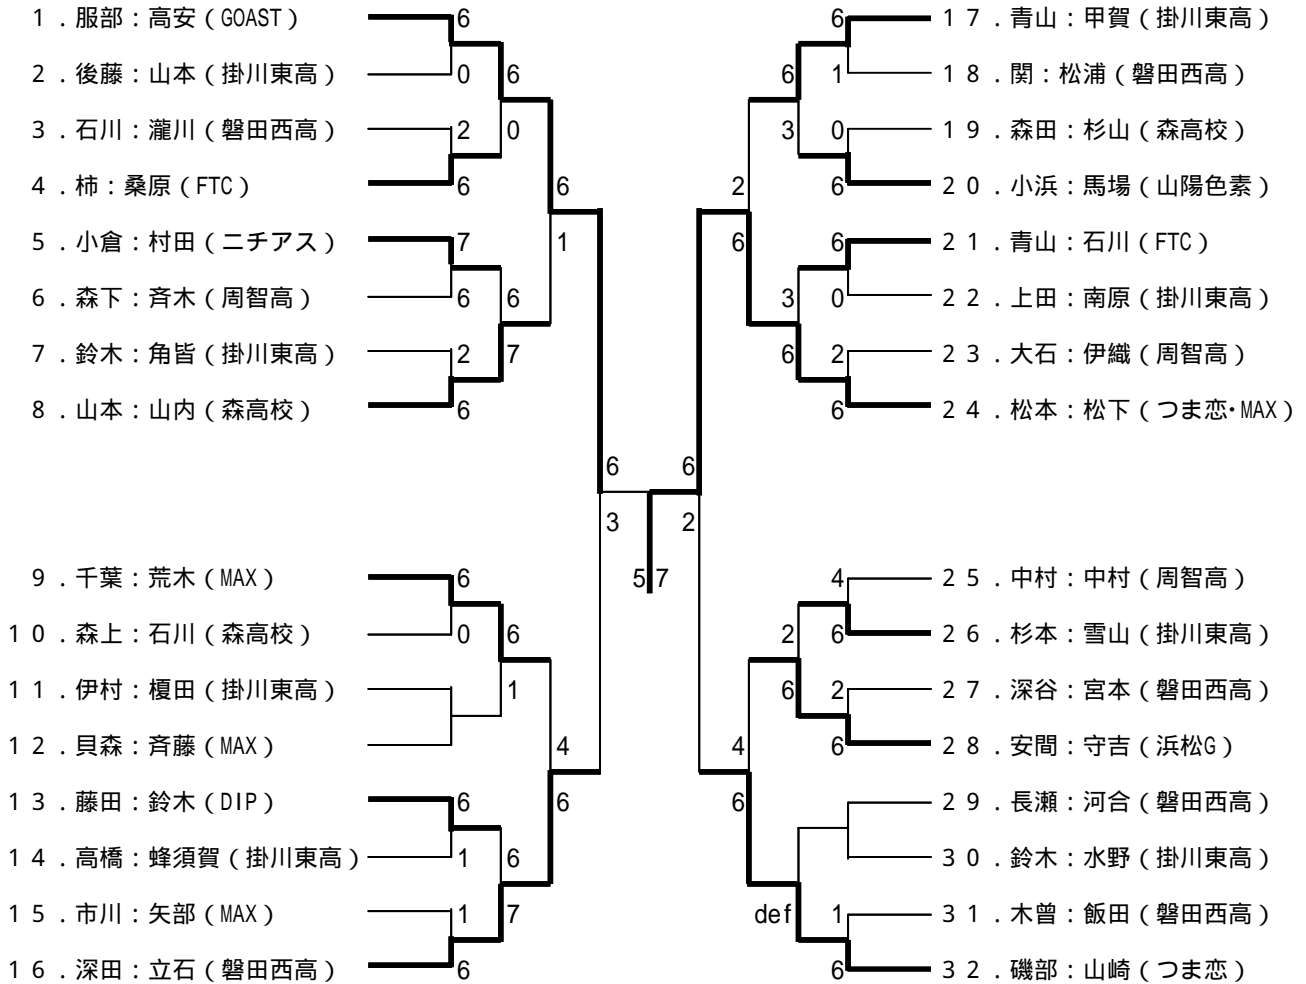 1．服部：高安（GOAST）
2．後藤：山本（掛川東高）
3．石川：瀧川（磐田西高）
4．柿：桑原（FTC）
5．小倉：村田（ニチアス）
6．森下：斉木（周智高）
7．鈴木：角皆（掛川東高）
8．山本：山内（森高校）
9．千葉：荒木（MAX）
10．森上：石川（森高校）
11．伊村：榎田（掛川東高）
12．貝森：斉藤（MAX）
13．藤田：鈴木（DIP）
14．高橋：蜂須賀（掛川東高）
15．市川：矢部（MAX）
16．深田：立石（磐田西高）
6
0
2
6
7
6
2
6
6
0
6
1
1
6
6
0
6
7
6
1
6
7
6
1
4
6
6
3
5
7
6
2
2
6
4
6
6
3
3
6
2
6
def
6
1
0
6
6
0
2
6
4
6
2
6
1
6
17．青山：甲賀（掛川東高）
18．関：松浦（磐田西高）
19．森田：杉山（森高校）
20．小浜：馬場（山陽色素）
21．青山：石川（FTC）
22．上田：南原（掛川東高）
23．大石：伊織（周智高）
24．松本：松下（つま恋・MAX）
25．中村：中村（周智高）
26．杉本：雪山（掛川東高）
27．深谷：宮本（磐田西高）
28．安間：守吉（浜松G）
29．長瀬：河合（磐田西高）
30．鈴木：水野（掛川東高）
31．木曾：飯田（磐田西高）
32．磯部：山崎（つま恋）